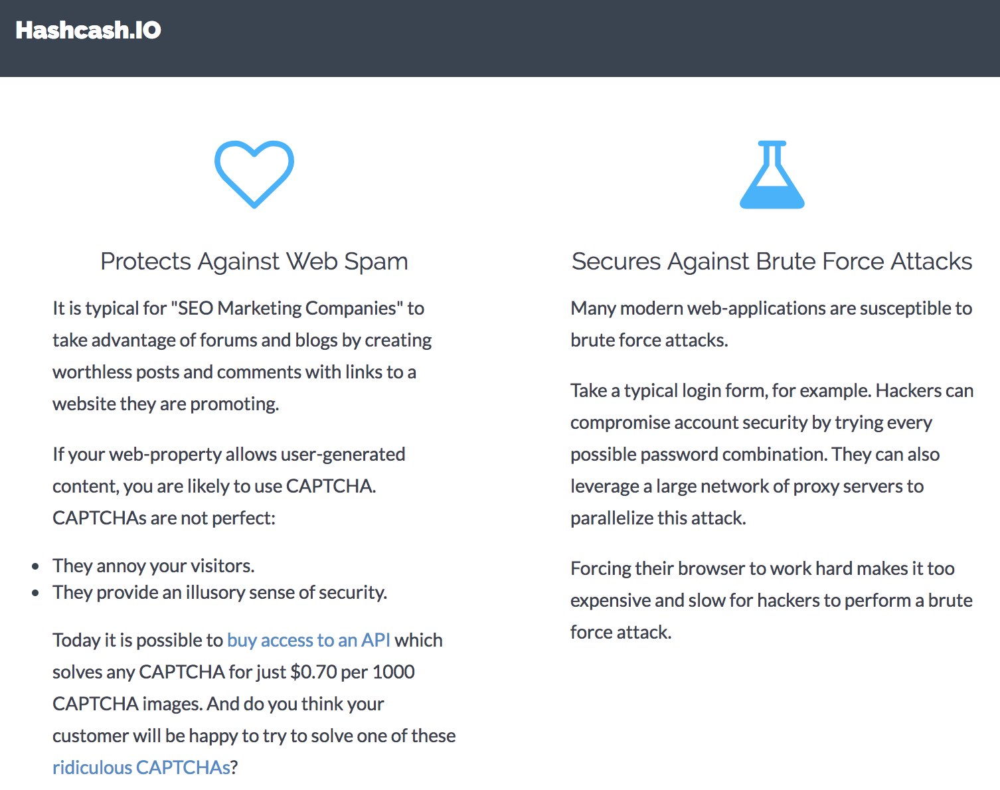 Hashcash.IO
Protects Against Web Spam
It is typical for "SEO Marketing Companies" to
take advantage of forums and blogs by creating
worthless posts and comments with links to a
website they are promoting.
If your web-property allows user-generated
content, you are likely to use CAPTCHA.
CAPTCHAs are not perfect:
• They annoy your visitors.
• They provide an illusory sense of security.
Today it is possible to buy access to an API which
solves any CAPTCHA for just $0.70 per 1000
CAPTCHA images. And do you think your
customer will be happy to try to solve one of these
ridiculous CAPTCHAs?
Secures Against Brute Force Attacks
Many modern web-applications are susceptible to
brute force attacks.
Take a typical login form, for example. Hackers can
compromise account security by trying every
possible password combination. They can also
leverage a large network of proxy servers to
parallelize this attack.
Forcing their browser to work hard makes it too
expensive and slow for hackers to perform a brute
force attack.